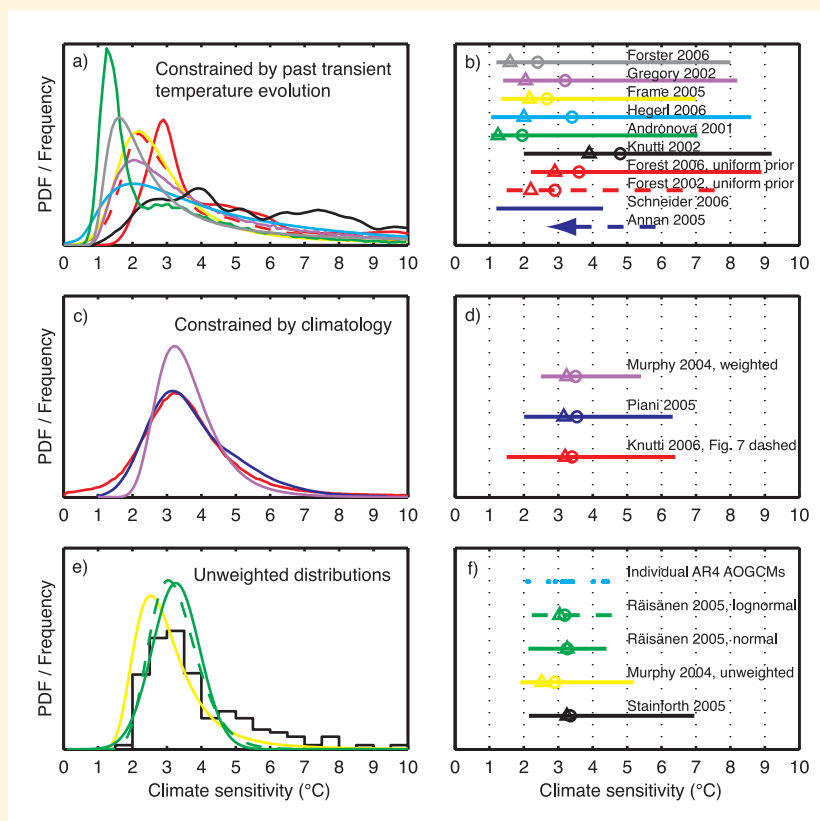 a)
Constrained by past transient
temperature evolution
PDF / Frequency
0 1 2 3 4 5 6 7 8 9 10
b)
Forster 2006
Gregory 2002
Frame 2005
Hegerl 2006
Andronova 2001
Knutti 2002
Forest 2006, uniform prior
Forest 2002, uniform prior
Schneider 2006
Annan 2005
0 1 2 3 4 5 6 7 8 9 10
c)
Constrained by climatology
PDF / Frequency
0 1 2 3 4 5 6 7 8 9 10
d)
Murphy 2004, weighted
Piani 2005
Knutti 2006, Fig. 7 dashed
0 1 2 3 4 5 6 7 8 9 10
e)
Unweighted distributions
PDF / Frequency
0 1 2 3 4 5 6 7 8 9 10
Climate sensitivity (°C)
f)
Individual AR4 AOGCMs
Räisänen 2005, lognormal
Räisänen 2005, normal
Murphy 2004, unweighted
Stainforth 2005
0 1 2 3 4 5 6 7 8 9 10
Climate sensitivity (°C)